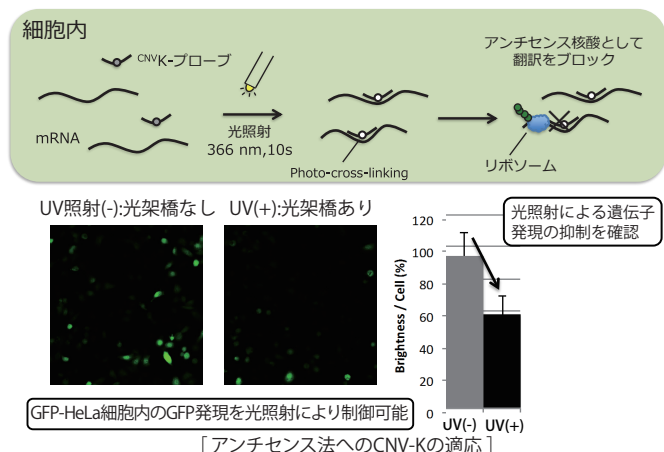 細胞内
CNVK-プローブ
mRNA
光照射
366 nm,10s
Photo-cross-linking
アンチセンス核酸として
翻訳をブロック
リボソーム
UV照射(-):光架橋なし
UV(+):光架橋あり
GFP-HeLa細胞内のGFP発現を光照射により制御可能
光照射による遺伝子
発現の抑制を確認
Brightness / Cell (%)
120
100
80
60
40
20
0
UV(-)
UV(+)
[ アンチセンス法へのCNV-Kの適応 ]